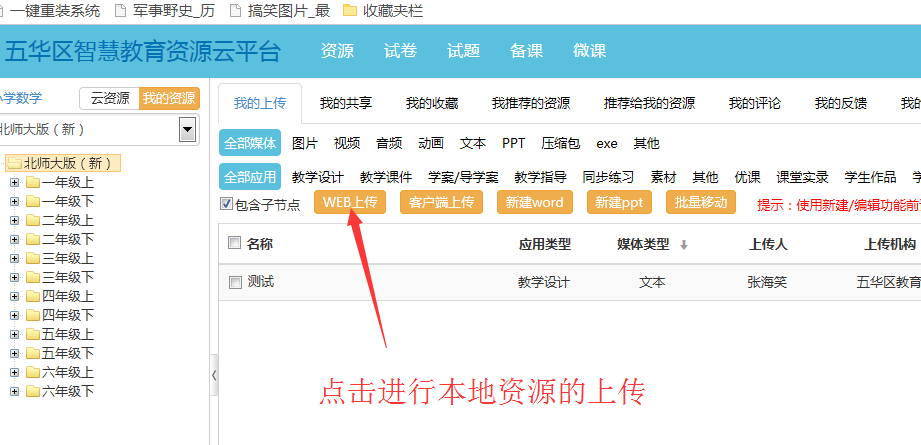 一键重装系统 军事野史_历 搞笑图片_最 收藏夹栏
五华区智慧教育资源云平台 资源 试卷 试题 备课 微课
小学数学 云资源 我的资源
我的上传 我的共享 我的收藏 我推荐的资源 推荐给我的资源 我的评论 我的反馈 我的
北师大版（新）
全部媒体 图片 视频 音频 动画 文本 PPT 压缩包 exe 其他
北师大版（新）
全部应用 教学设计 教学课件 学案/导学案 教学指导 同步练习 素材 其他 优课 课堂实录 学生作品
包含子节点 WEB上传 客户端上传 新建word 新建ppt 批量移动 提示：使用新建/编辑功能前
名称 应用类型 媒体类型 上传人 上传机构
测试 教学设计 文本 张海笑 五华区教育
一年级上
一年级下
二年级上
二年级下
三年级上
三年级下
四年级上
四年级下
五年级上
五年级下
六年级上
六年级下
点击进行本地资源的上传